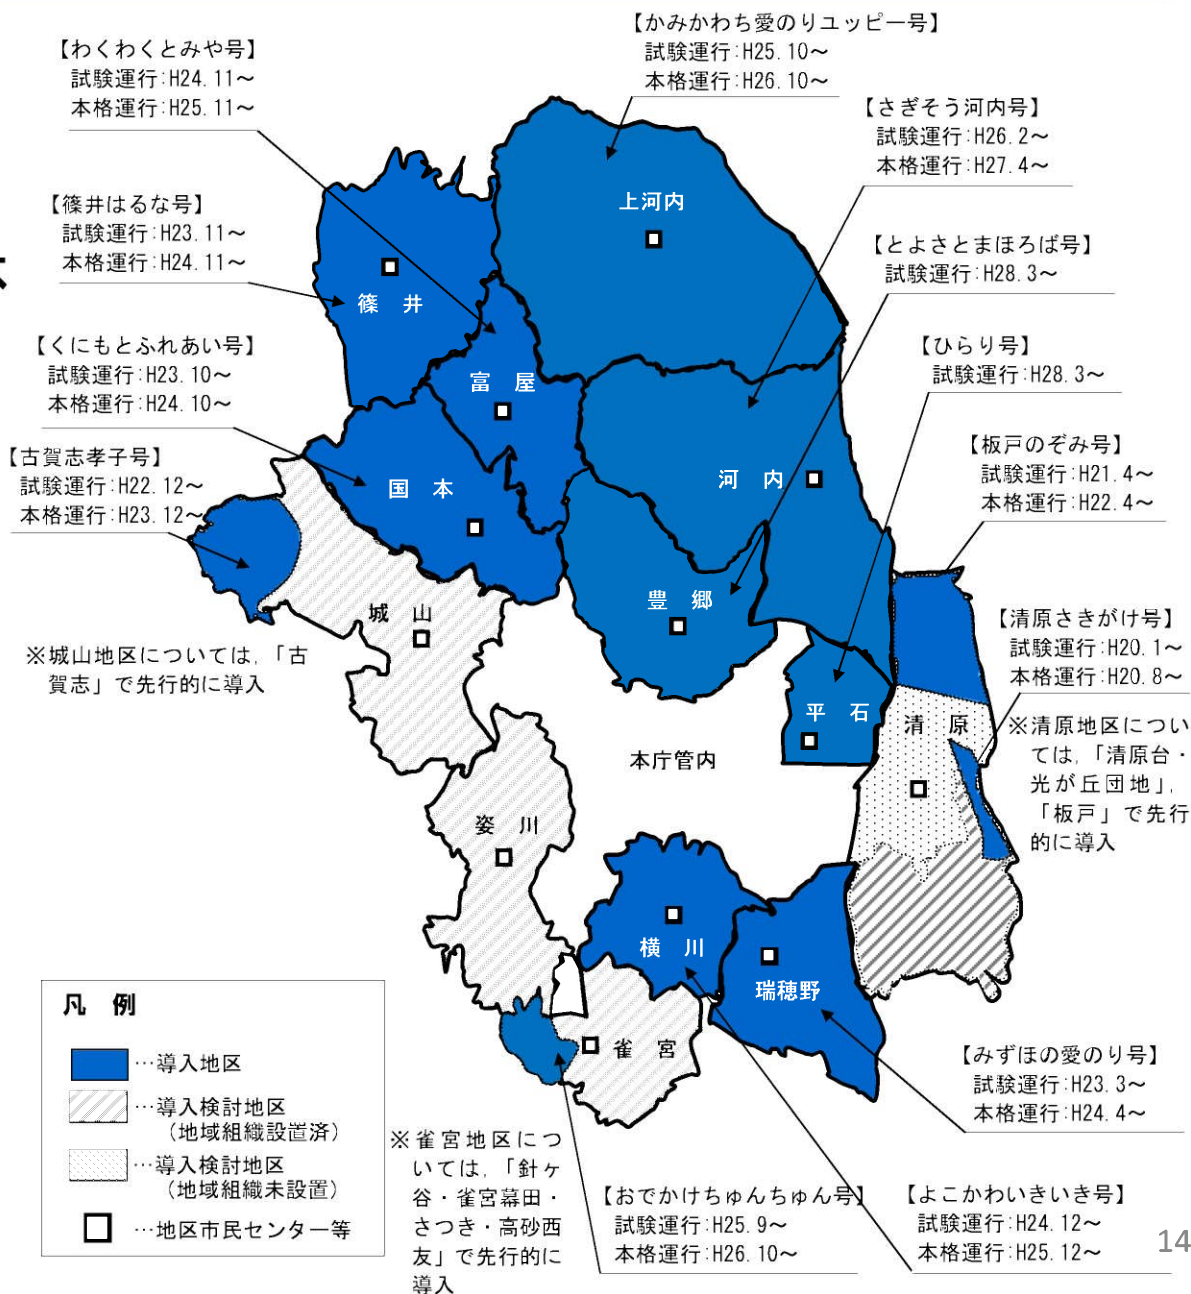 【わくわくとみや号】
試験運行:H24.11～
本格運行:H25.11～
【かみかわち愛のりユッピー号】
試験運行:H25.10～
本格運行:H26.10～
【さぎそう河内号】
試験運行:H26.2～
本格運行:H27.4～
【篠井はるな号】
試験運行:H23.11～
本格運行:H24.11～
【とよさとまほろば号】
試験運行:H28.3～
【くにもとふれあい号】
試験運行:H23.10～
本格運行:H24.10～
【ひらり号】
試験運行:H28.3～
【古賀志孝子号】
試験運行:H22.12～
本格運行:H23.12～
【板戸のぞみ号】
試験運行:H21.4～
本格運行:H22.4～
【清原さきがけ号】
試験運行:H20.1～
本格運行:H20.8～
※清原地区につい
ては,「清原台・
光が丘団地」,
「板戸」で先行
的に導入
※城山地区については,「古
賀志」で先行的に導入
上河内
篠 井
富 屋
国 本
河 内
城 山
豊 郷
平 石
清 原
本庁管内
姿 川
横 川
瑞穂野
雀 宮
凡 例
…導入地区
…導入検討地区
(地域組織設置済)
…導入検討地区
(地域組織未設置)
…地区市民センター等
※雀宮地区につ
いては,「針ヶ
谷・雀宮幕田・
さつき・高砂西
友」で先行的に
導入
【みずほの愛のり号】
試験運行:H23.3～
本格運行:H24.4～
【おでかけちゅんちゅん号】
試験運行:H25.9～
本格運行:H26.10～
【よこかわいきいき号】
試験運行:H24.12～
本格運行:H25.12～
14